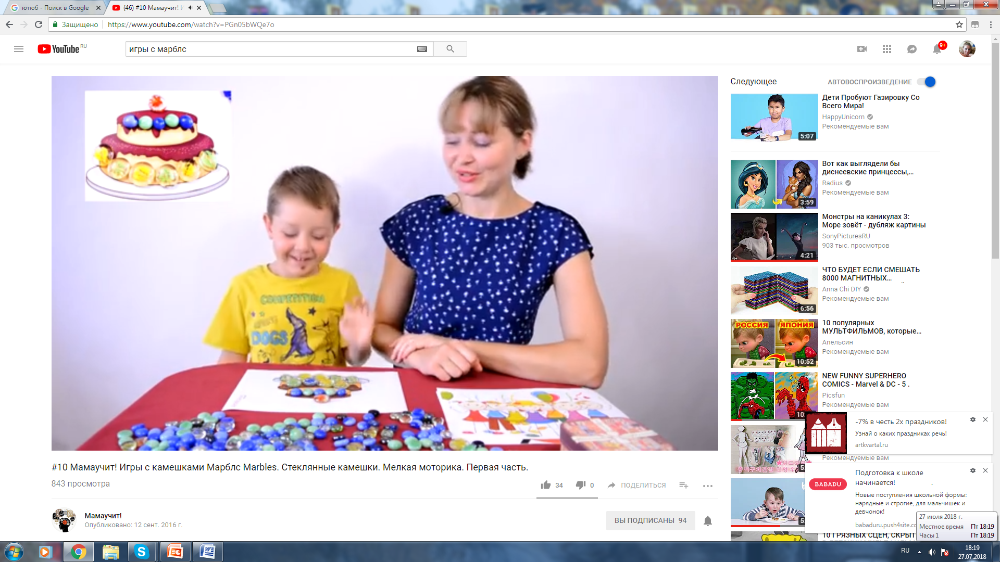 ютюб - Поиск в Google
(46) #10 Мамаучит! И
Защищено
https://www.youtube.com/watch?v=PGn05bWQe7o
YouTube RU
игры с марблс
9+
COMPETITION
DOGS
Следующее
АВТОВОСПРОИЗВЕДЕНИЕ
Дети Пробуют Газировку Со
Всего Мира!
HappyUnicorn
Рекомендуемые вам
5:07
Вот как выглядели бы
диснеевские принцессы,...
Radius
Рекомендуемые вам
3:59
Монстры на каникулах 3:
Море зовёт - дубляж картины
SonyPicturesRU
903 тыс. просмотров
6+
4:21
ЧТО БУДЕТ ЕСЛИ СМЕШАТЬ
8000 МАГНИТНЫХ...
Anna Chi DIY
Рекомендуемые вам
6:56
РОССИЯ
ЯПОНИЯ
10 популярных
МУЛЬТФИЛЬМОВ, которые...
Апельсин
Рекомендуемые вам
10:52
NEW FUNNY SUPERHERO
COMICS - Marvel & DC - 5 .
Picsfun
Рекомендуемые вам
-7% в честь 2х праздников!
Узнай о каких праздниках речь!
artkvartal.ru
Рекомендуемые вам
BABADU
Подготовка к школе
начинается!
Новые поступления школьной формы:
нарядные и строгие, для мальчишек и
девчонок!
babaduru.push4site.co
27 июля 2018 г.
Местное время Пт 18:19
Часы 1 Пт 18:19
10 ГРЯЗНЫХ СЦЕН, СКРЫТ
#10 Мамаучит! Игры с камешками Марблс Marbles. Стеклянные камешки. Мелкая моторика. Первая часть.
843 просмотра
34
0
ПОДЕЛИТЬСЯ
Мамаучит!
Опубликовано: 12 сент. 2016 г.
ВЫ ПОДПИСАНЫ 94
RU
18:19
27.07.2018